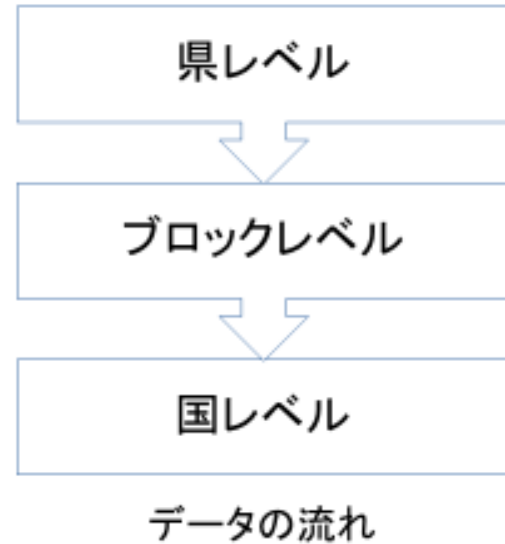 県レベル
ブロックレベル
国レベル
データの流れ